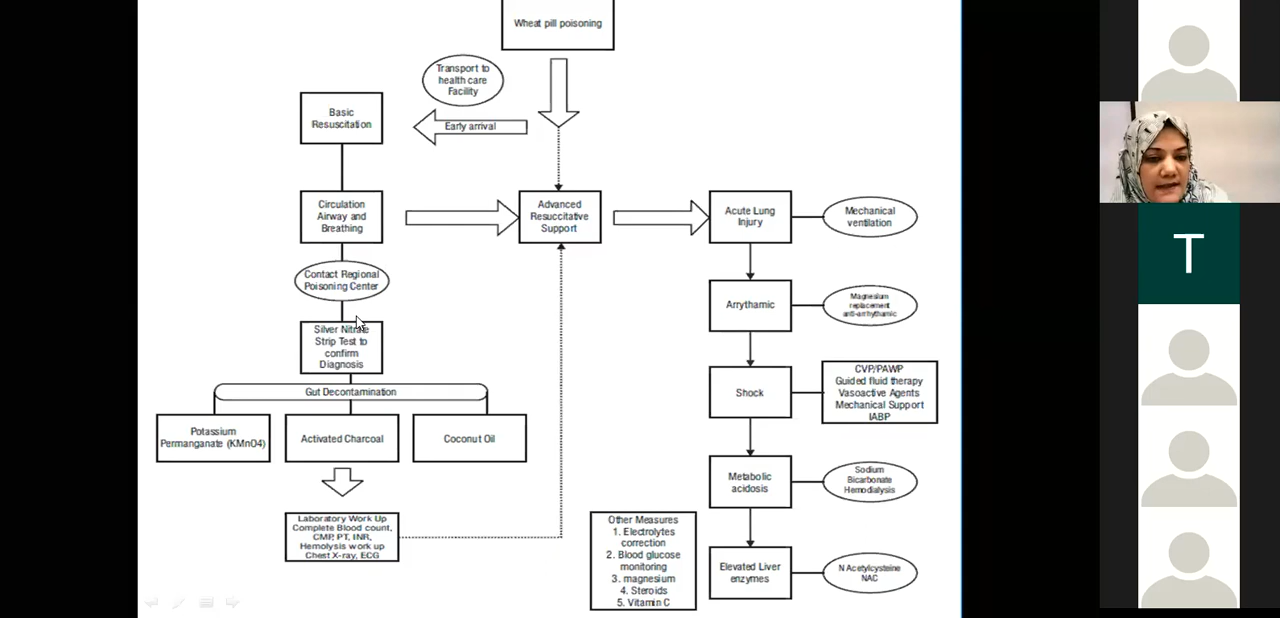 Wheat pill poisoning
Transport to
health care
Facility
Early arrival
Basic
Resuscitation
Circulation
Airway and
Breathing
Advanced
Resuccitative
Support
Acute Lung
Injury
Mechanical
ventilation
Contact Regional
Poisoning Center
Arrythamic
Magnesium
replacement
anti-arrhythamic
Silver Nitrate
Strip Test to
confirm
Diagnosis
Shock
CVP/PAWP
Guided fluid therapy
Vasoactive Agents
Mechanical Support
IABP
Gut Decontamination
Potassium
Permanganate (KMnO4)
Activated Charcoal
Coconut Oil
Metabolic
acidosis
Sodium
Bicarbonate
Hemodialysis
Laboratory Work Up
Complete Blood count,
CMP, PT, INR,
Hemolysis work up
Chest X-ray, ECG
Other Measures
1. Electrolytes
correction
2. Blood glucose
monitoring
3. magnesium
4. Steroids
5. Vitamin C
Elevated Liver
enzymes
N Acetylcysteine
NAC
T